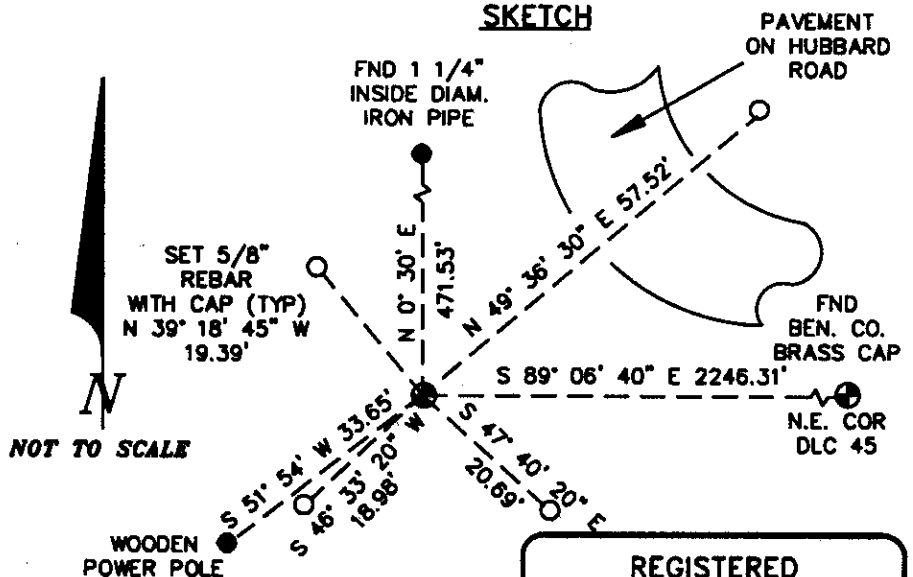 SKETCH
PAVEMENT
ON HUBBARD
ROAD
FND 1 1/4"
INSIDE DIAM.
IRON PIPE
N 0° 30' E
471.53'
N 49° 36' 30" E 57.52'
SET 5/8"
REBAR
WITH CAP (TYP)
N 39° 18' 45" W
19.39'
FND
BEN. CO.
BRASS CAP
S 89° 06' 40" E 2246.31'
N.E. COR
DLC 45
N
NOT TO SCALE
S 51° 54' W 33.65'
S 46° 33' 20" W
18.98'
S 47° 40' 20" E
20.69'
WOODEN
POWER POLE
REGISTERED